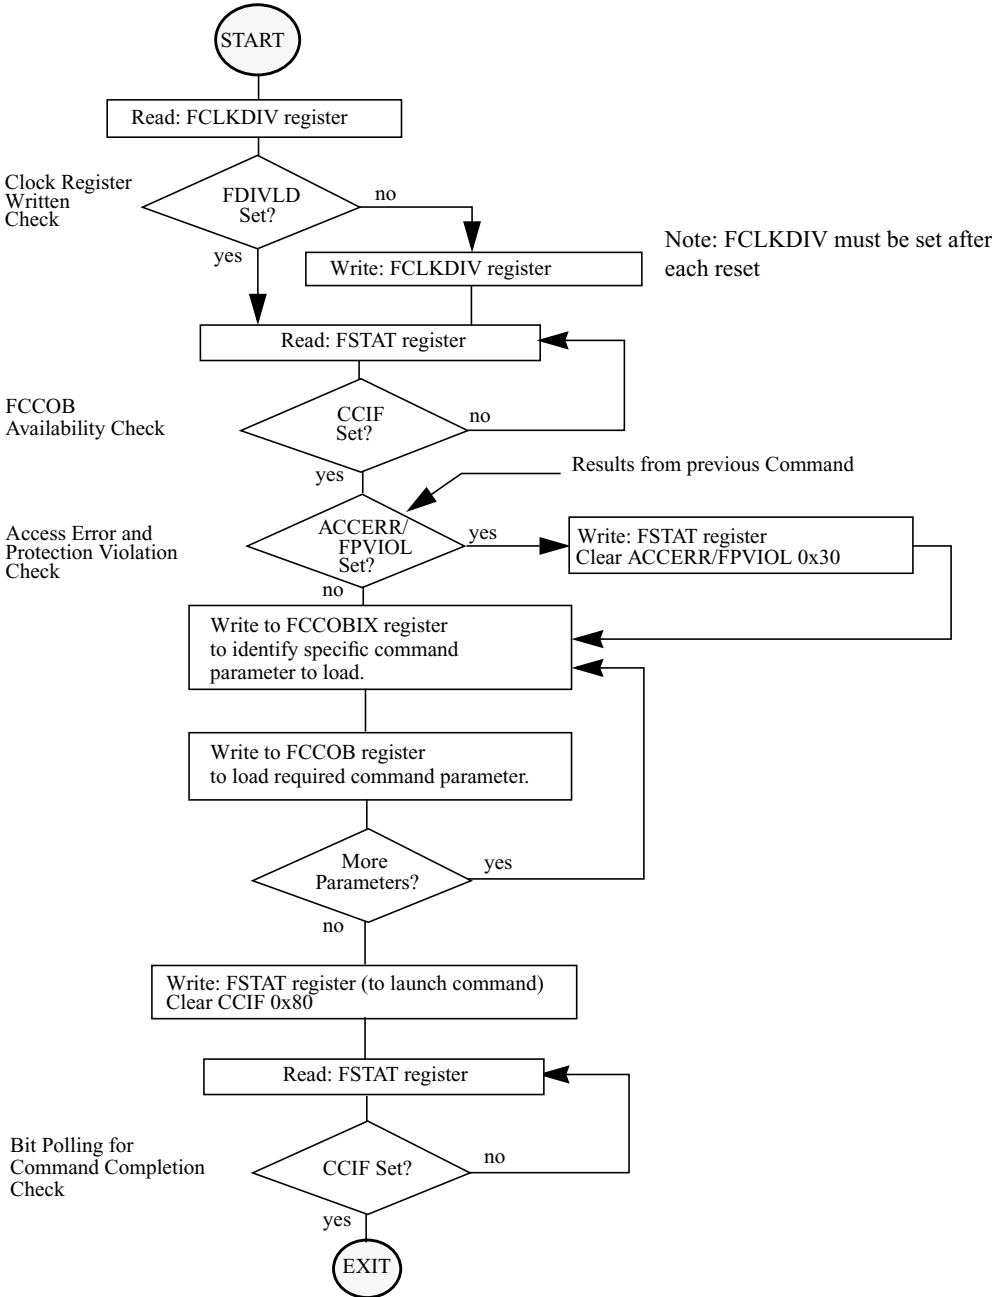 START
Read: FCLKDIV register
Clock Register
Written
Check
FDIVLD
Set?
no
yes
Write: FCLKDIV register
Note: FCLKDIV must be set after
each reset
Read: FSTAT register
FCCOB
Availability Check
CCIF
Set?
no
yes
Results from previous Command
Access Error and
Protection Violation
Check
ACCERR/
FPVIOL
Set?
yes
no
Write: FSTAT register
Clear ACCERR/FPVIOL 0x30
Write to FCCOBIX register
to identify specific command
parameter to load.
Write to FCCOB register
to load required command parameter.
More
Parameters?
yes
no
Write: FSTAT register (to launch command)
Clear CCIF 0x80
Read: FSTAT register
Bit Polling for
Command Completion
Check
CCIF Set?
no
yes
EXIT